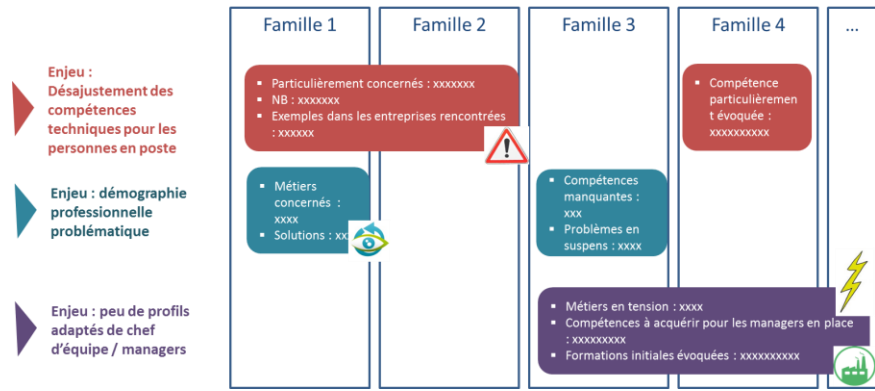 Famille 1
Famille 2
Famille 3
Famille 4
...
Enjeu :
Désajustement des
compétences
techniques pour les
personnes en poste
▪ Particulièrement concernés : xxxxxxx
▪ NB : xxxxxxx
▪ Exemples dans les entreprises rencontrées
: xxxxxx
▪ Compétence
particulièremen
t évoquée :
xxxxxxxxxx
Enjeu : démographie
professionnelle
problématique
▪ Métiers
concernés :
xxxx
▪ Solutions : xx
▪ Compétences
manquantes :
xxx
▪ Problèmes en
suspens : xxxx
Enjeu : peu de profils
adaptés de chef
d'équipe / managers
▪ Métiers en tension : xxxx
▪ Compétences à acquérir pour les managers en place
: xxxxxxxxx
▪ Formations initiales évoquées : xxxxxxxxxx